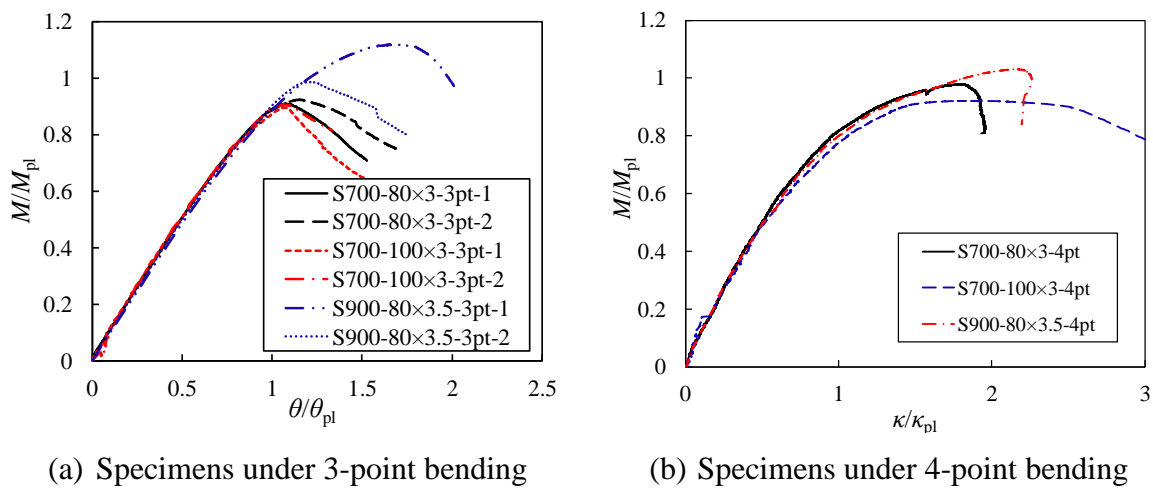 1.2
1
0.8
0.6
0.4
0.2
0
M/Mpl
0 0.5 1 1.5 2 2.5
θ/θpl
S700-80×3-3pt-1
S700-80×3-3pt-2
S700-100×3-3pt-1
S700-100×3-3pt-2
S900-80×3.5-3pt-1
S900-80×3.5-3pt-2
(a) Specimens under 3-point bending
1.2
1
0.8
0.6
0.4
0.2
0
M/Mpl
0 1 2 3
κ/κpl
S700-80×3-4pt
S700-100×3-4pt
S900-80×3.5-4pt
(b) Specimens under 4-point bending